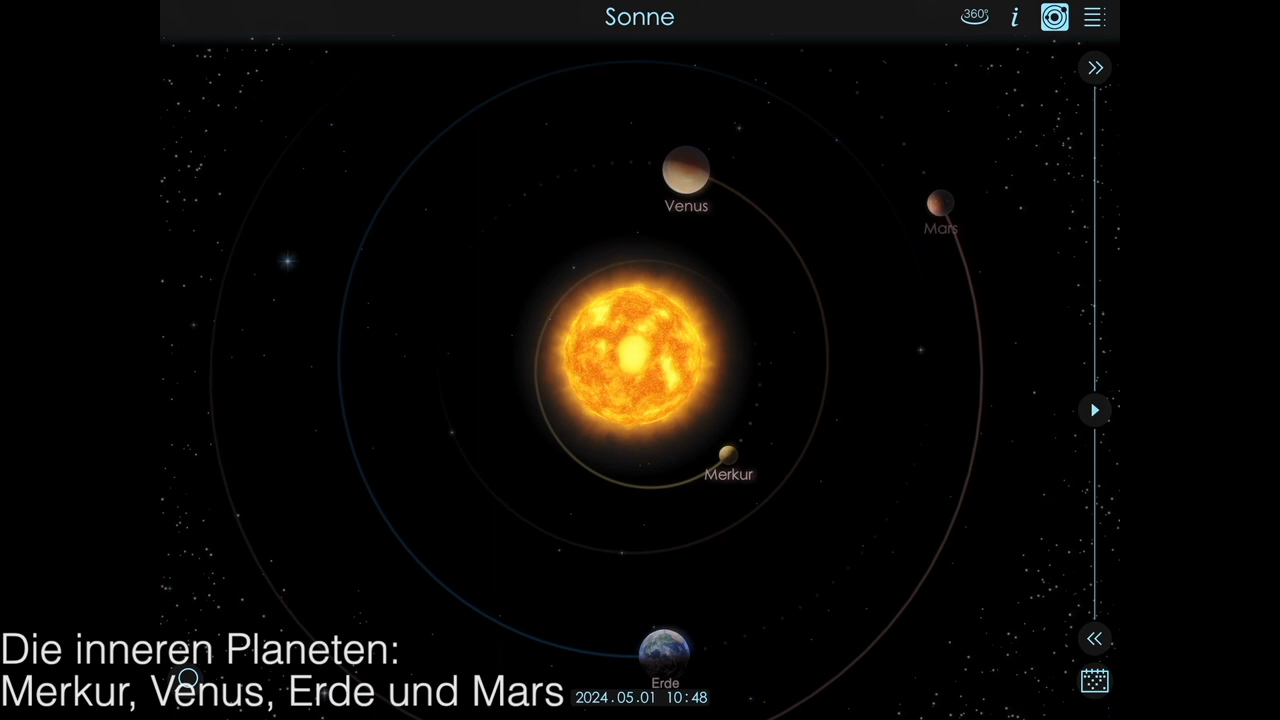 Sonne
360°
i
Venus
Mars
Merkur
Erde
2024.05.01 10:48
Die inneren Planeten:
Merkur, Venus, Erde und Mars